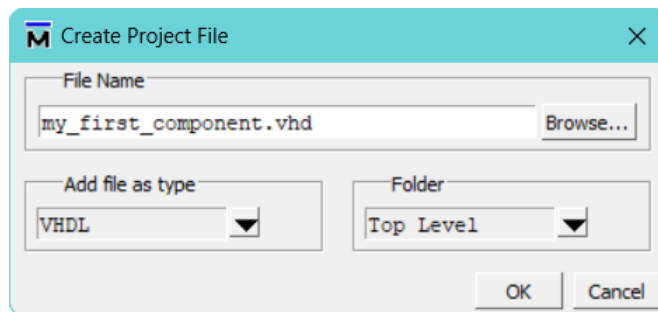 Create Project File
File Name
my_first_component.vhd Browse...
Add file as type Folder
VHDL Top Level
OK Cancel